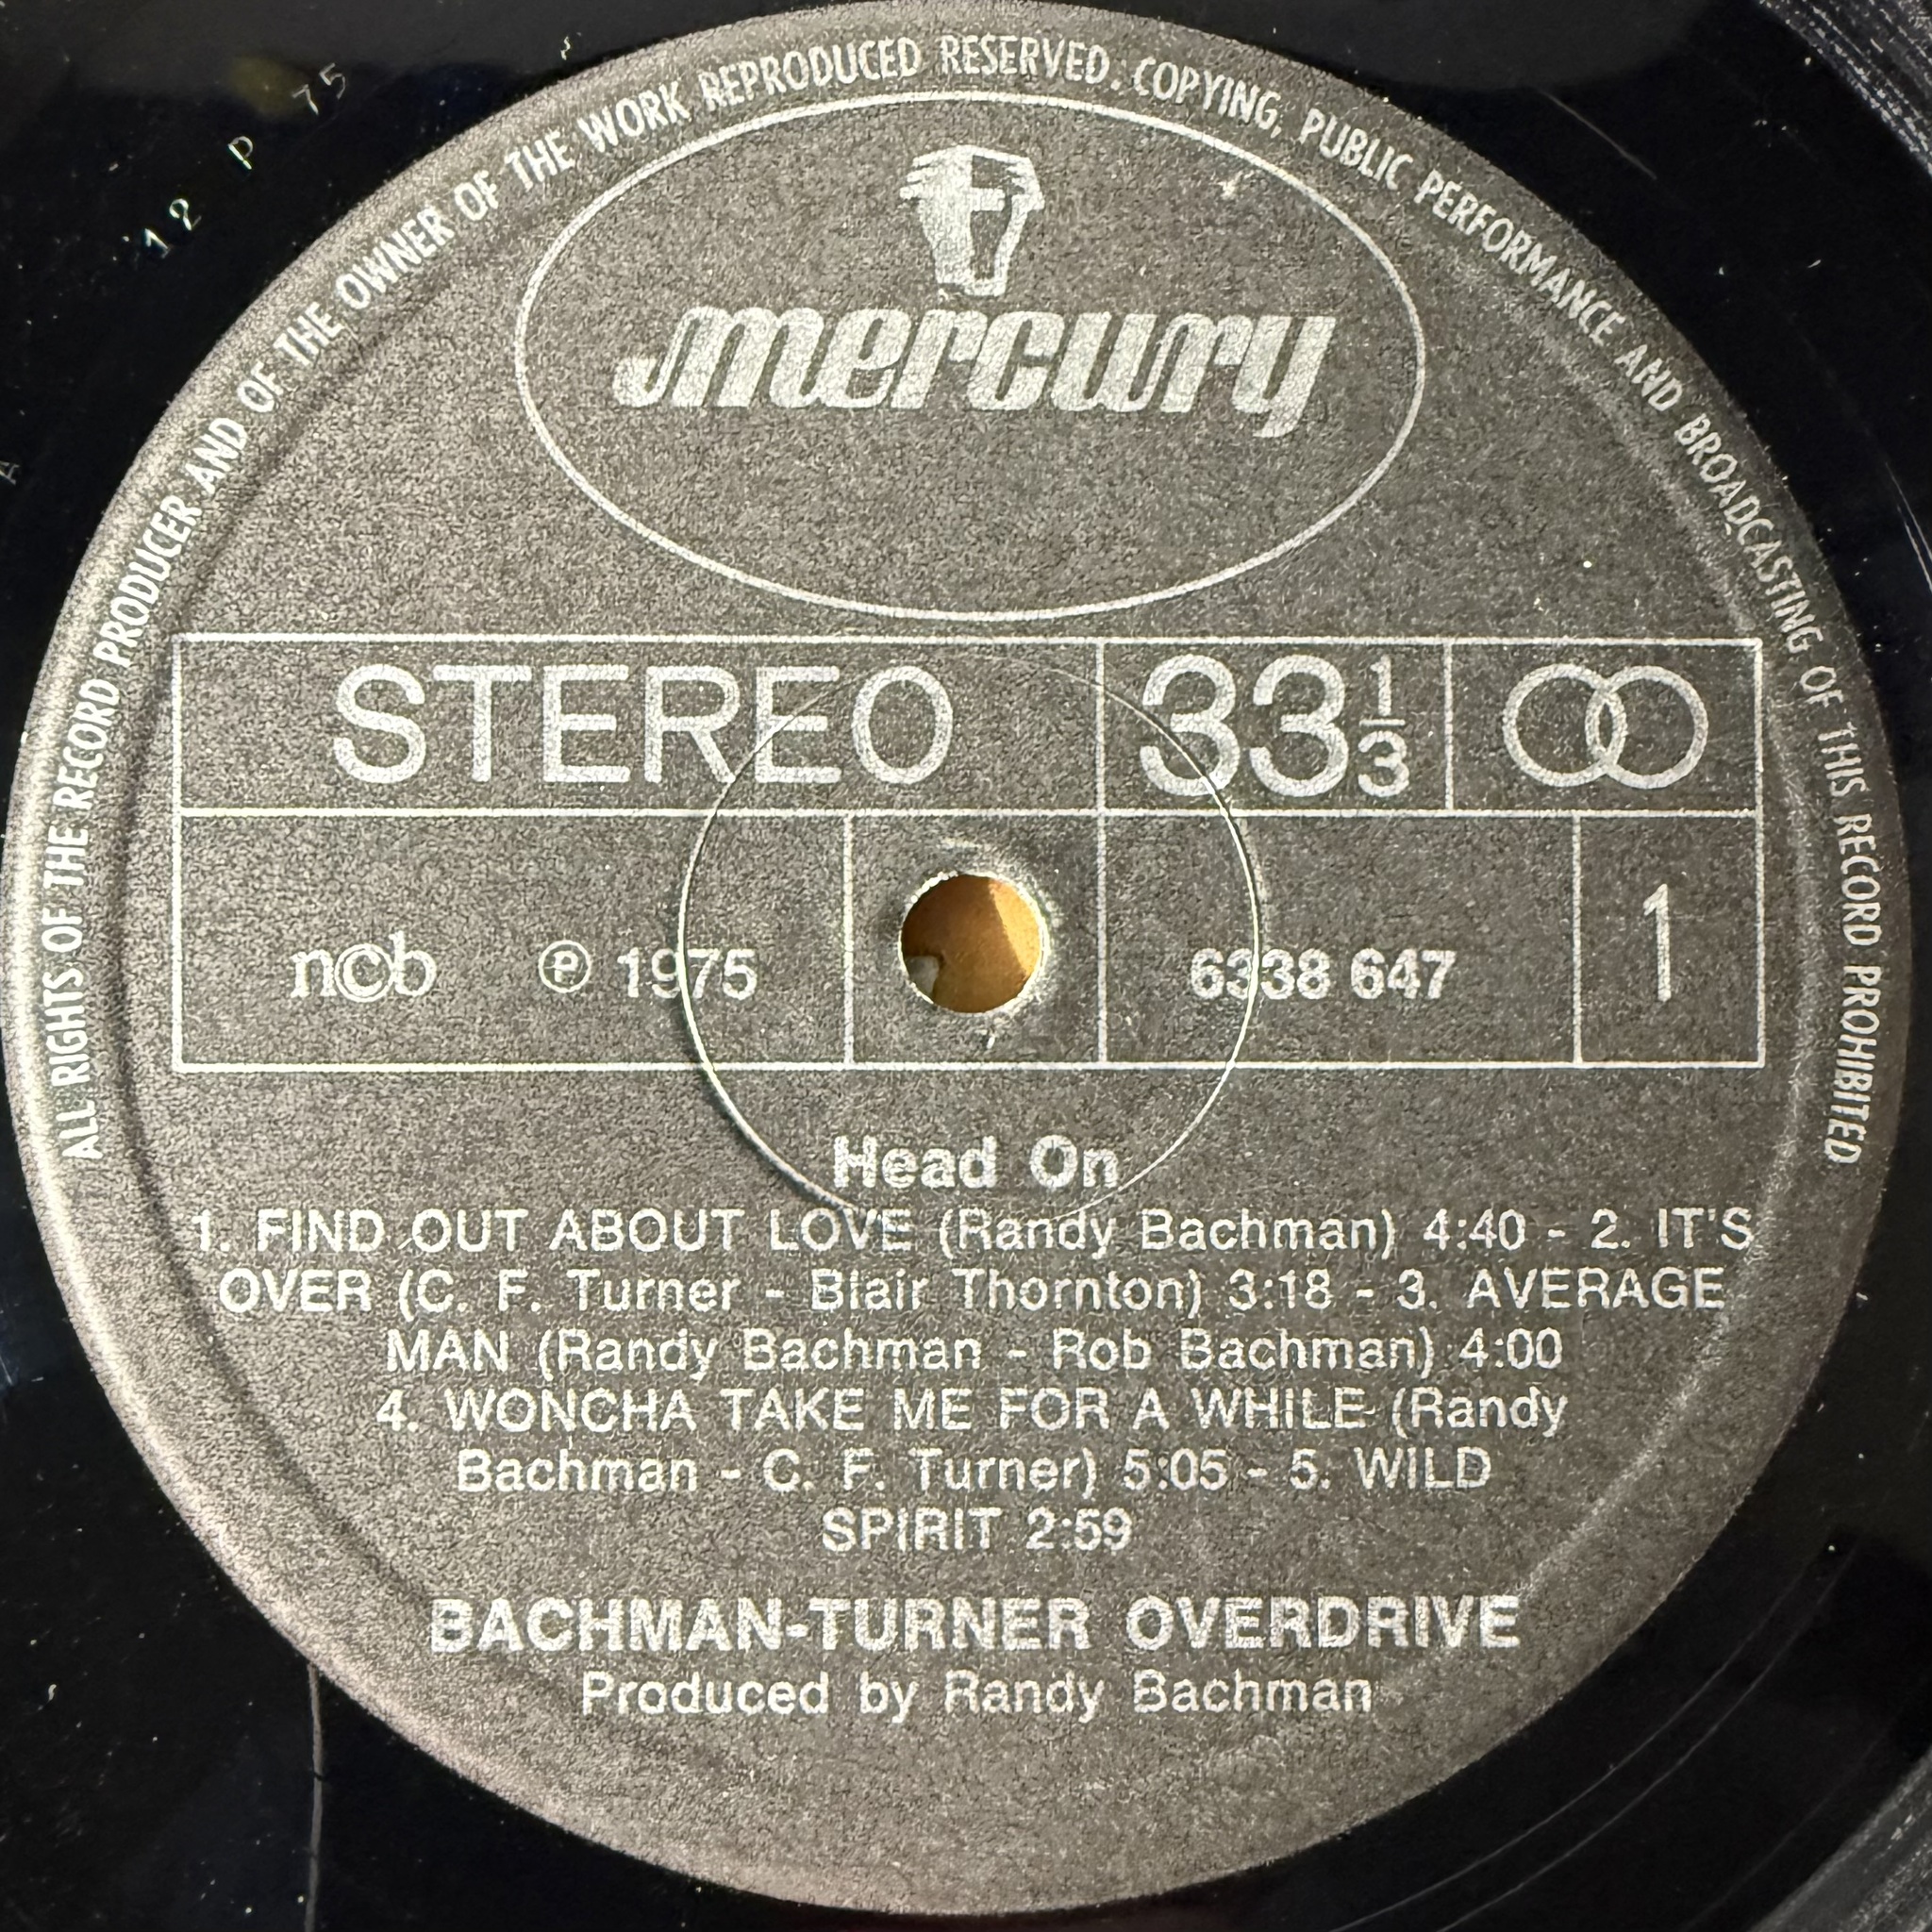 12 P 75
ALL RIGHTS OF THE RECORD PRODUCER AND OF THE OWNER OF THE WORK REPRODUCED RESERVED. COPYING, PUBLIC PERFORMANCE AND BROADCASTING OF THIS RECORD PROHIBITED
mercury
STEREO 33 1/3
ncb ℗ 1975 6338 647 1
Head On
1. FIND OUT ABOUT LOVE (Randy Bachman) 4:40 - 2. IT'S
OVER (C. F. Turner - Blair Thornton) 3:18 - 3. AVERAGE
MAN (Randy Bachman - Rob Bachman) 4:00
4. WONCHA TAKE ME FOR A WHILE (Randy
Bachman - C. F. Turner) 5:05 - 5. WILD
SPIRIT 2:59
BACHMAN-TURNER OVERDRIVE
Produced by Randy Bachman